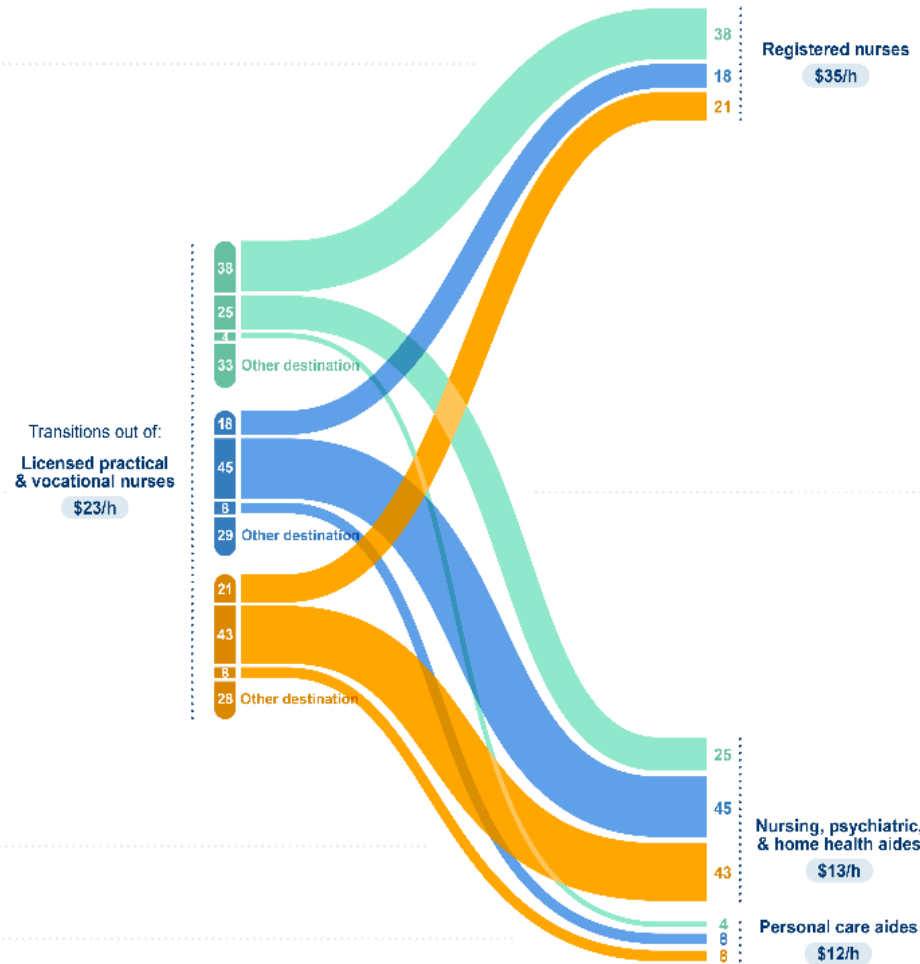 38
18
21
Registered nurses
$35/h
38
25
4
33 Other destination
18
45
8
29 Other destination
21
43
8
28 Other destination
Transitions out of:
Licensed practical
& vocational nurses
$23/h
25
45
43
Nursing, psychiatric,
& home health aides
$13/h
4
8
8
Personal care aides
$12/h